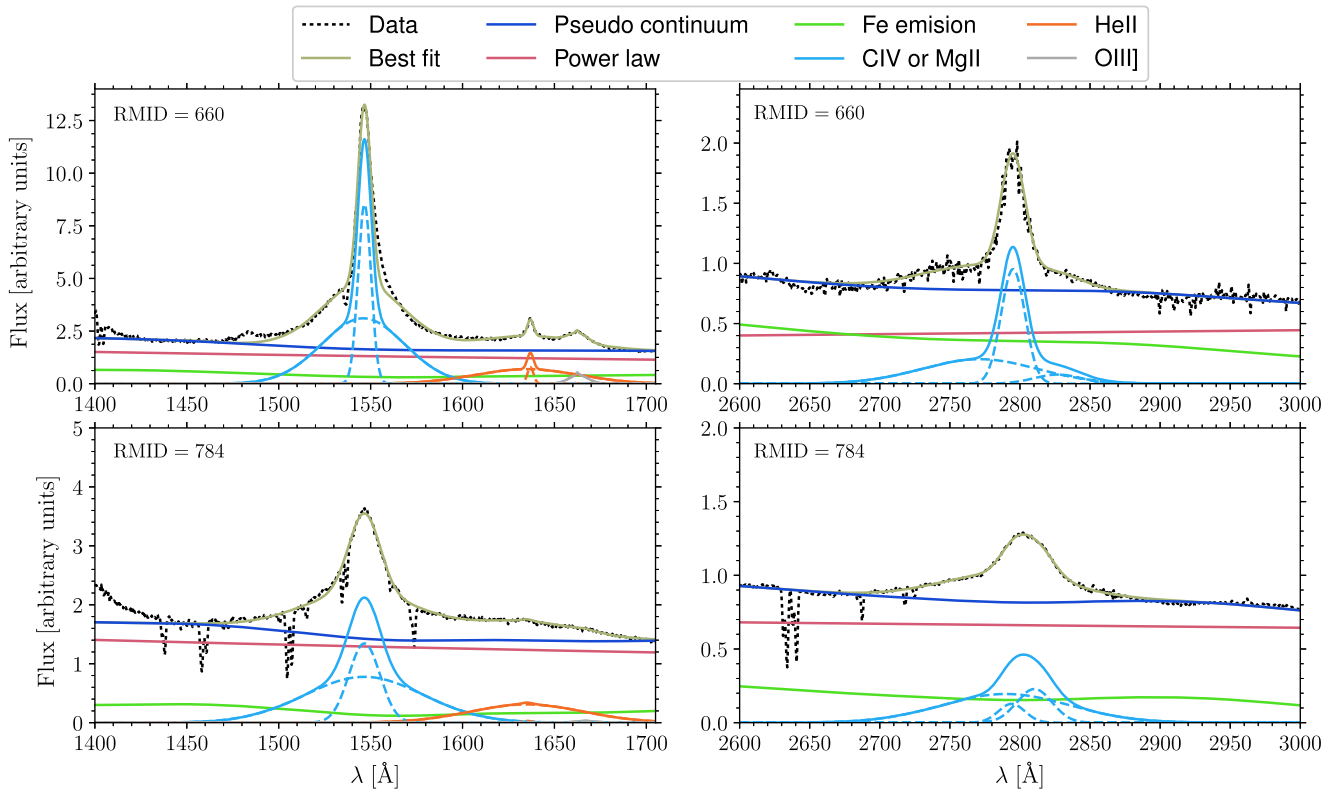 Data Pseudo continuum Fe emision HeII
Best fit Power law CIV or MgII OIII]
RMID = 660
12.5
10.0
7.5
5.0
2.5
0.0
Flux [arbitrary units]
1400 1450 1500 1550 1600 1650 1700
RMID = 660
2.0
1.5
1.0
0.5
0.0
2600 2650 2700 2750 2800 2850 2900 2950 3000
RMID = 784
5
4
3
2
1
0
Flux [arbitrary units]
1400 1450 1500 1550 1600 1650 1700
λ [Å]
RMID = 784
2.0
1.5
1.0
0.5
0.0
2600 2650 2700 2750 2800 2850 2900 2950 3000
λ [Å]